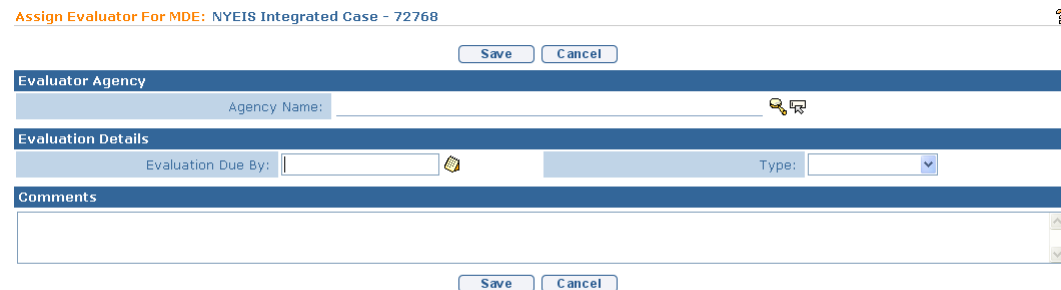 Assign Evaluator For MDE: NYEIS Integrated Case - 72768
Save Cancel
Evaluator Agency
Agency Name:
Evaluation Details
Evaluation Due By: Type:
Comments
Save Cancel